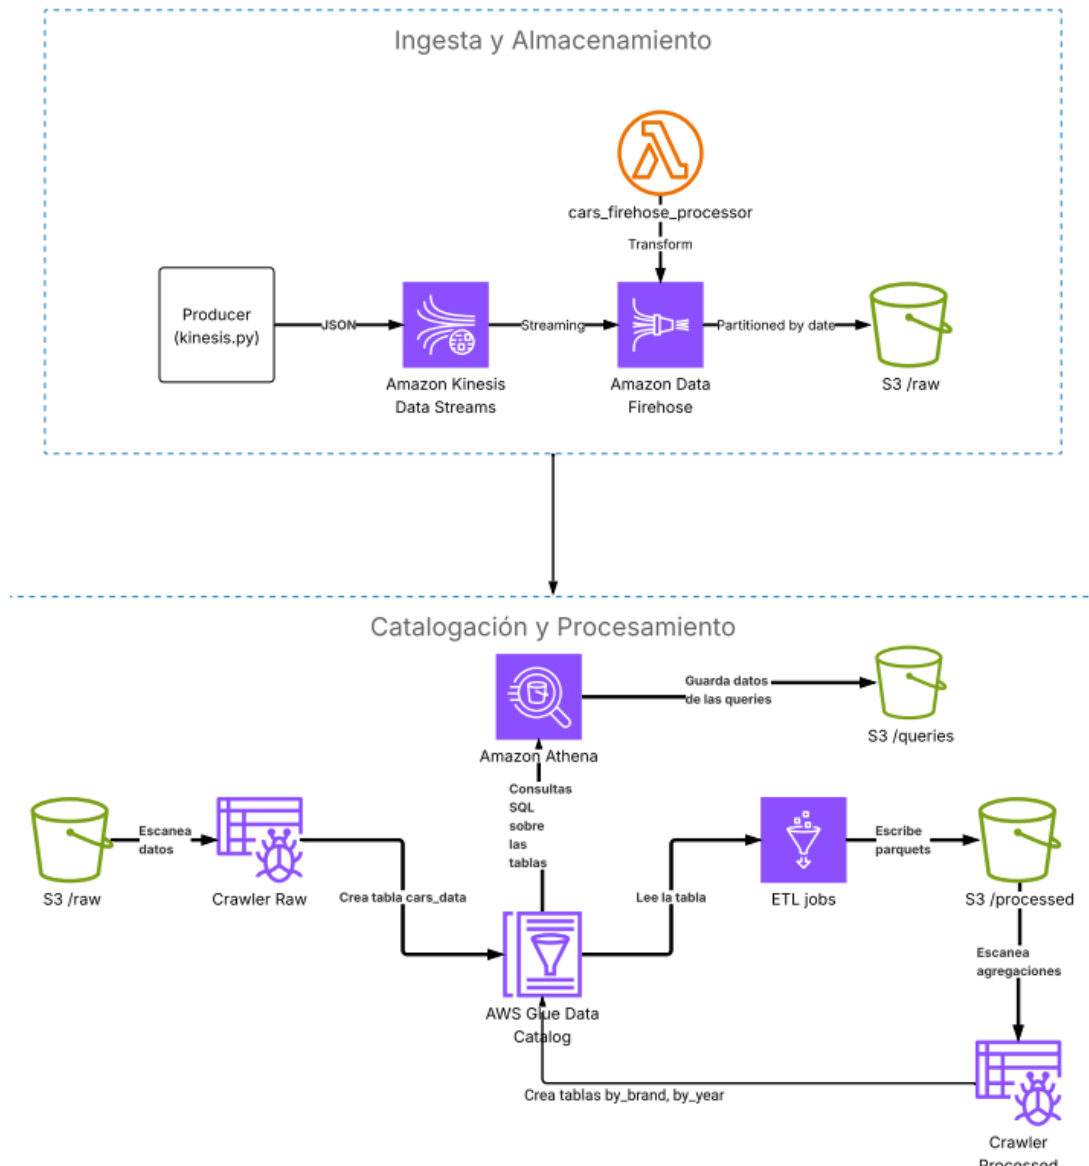 Ingesta y Almacenamiento
cars_firehose_processor
Transform
Producer
(kinesis.py)
JSON
Streaming
Partitioned by date
Amazon Kinesis
Data Streams
Amazon Data
Firehose
S3 /raw
Catalogación y Procesamiento
Amazon Athena
Guarda datos
de las queries
S3 /queries
Consultas
SQL
sobre
las
tablas
S3 /raw
Escanea
datos
Crawler Raw
Crea tabla cars_data
Lee la tabla
ETL jobs
Escribe
parquets
S3 /processed
AWS Glue Data
Catalog
Escanea
agregaciones
Crea tablas by_brand, by_year
Crawler
Processed